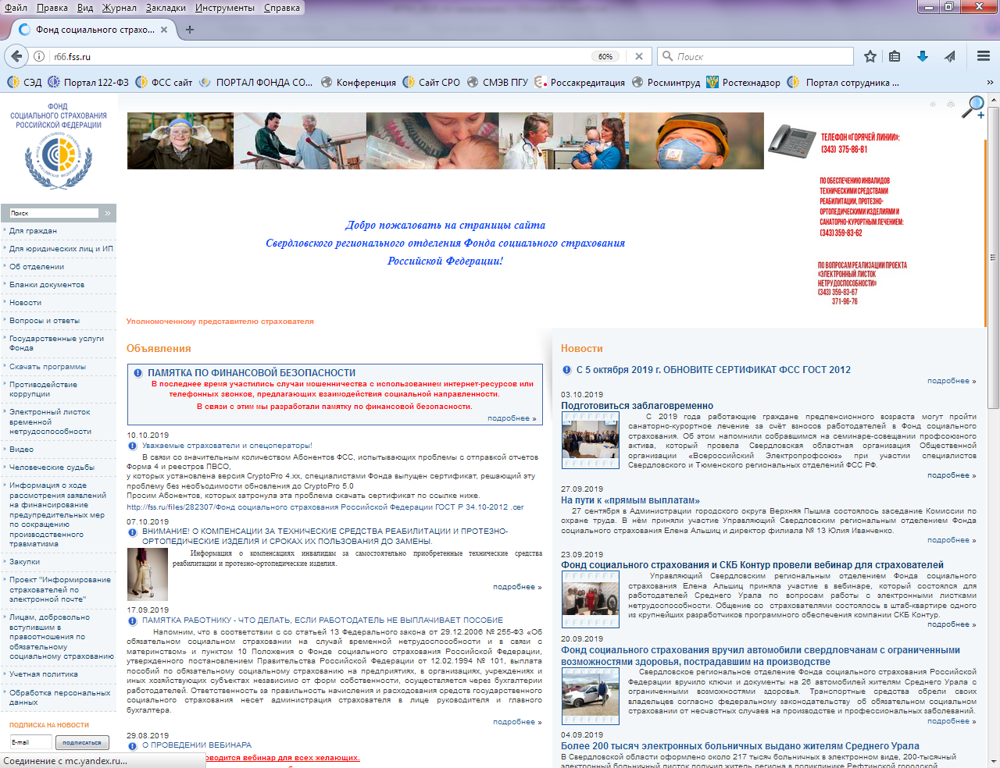 Файл Правка Вид Журнал Закладки Инструменты Справка
Фонд социального страхо...
r66.fss.ru
60%
Поиск
СЭД Портал 122-ФЗ ФСС сайт ПОРТАЛ ФОНДА СО... Конференция Сайт СРО СМЭВ ПГУ Россакредитация Росминтруд Ростехнадзор Портал сотрудника ...
ФОНД
СОЦИАЛЬНОГО СТРАХОВАНИЯ
РОССИЙСКОЙ ФЕДЕРАЦИИ
Поиск
Для граждан
Для юридических лиц и ИП
Об отделении
Бланки документов
Новости
Вопросы и ответы
Государственные услуги
Фонда
Скачать программы
Противодействие
коррупции
Электронный листок
временной
нетрудоспособности
Видео
Человеческие судьбы
Информация о ходе
рассмотрения заявлений
на финансирование
предупредительных мер
по сокращению
производственного
травматизма
Закупки
Проект "Информирование
страхователей по
электронной почте"
Лицам, добровольно
вступившим в
правоотношения по
обязательному
социальному страхованию
Учетная политика
Обработка персональных
данных
ПОДПИСКА НА НОВОСТИ
E-mail
подписаться
Соединение с mc.yandex.ru...
ТЕЛЕФОН «ГОРЯЧЕЙ ЛИНИИ»:
(343) 375-86-81
ПО ОБЕСПЕЧЕНИЮ ИНВАЛИДОВ
ТЕХНИЧЕСКИМИ СРЕДСТВАМИ
РЕАБИЛИТАЦИИ, ПРОТЕЗНО-
ОРТОПЕДИЧЕСКИМИ ИЗДЕЛИЯМИ И
САНАТОРНО-КУРОРТНЫМ ЛЕЧЕНИЕМ:
(343) 359-83-62
ПО ВОПРОСАМ РЕАЛИЗАЦИИ ПРОЕКТА
«ЭЛЕКТРОННЫЙ ЛИСТОК
НЕТРУДОСПОСОБНОСТИ»
(343) 359-83-67
371-96-76
Добро пожаловать на страницы сайта
Свердловского регионального отделения Фонда социального страхования
Российской Федерации!
Уполномоченному представителю страхователя
Объявления
ПАМЯТКА ПО ФИНАНСОВОЙ БЕЗОПАСНОСТИ
В последнее время участились случаи мошенничества с использованием интернет-ресурсов или
телефонных звонков, предлагающих взаимодействия социальной направленности.
В связи с этим мы разработали памятку по финансовой безопасности.
подробнее »
10.10.2019
Уважаемые страхователи и спецоператоры!
В связи со значительным количеством Абонентов ФСС, испытывающих проблемы с отправкой отчетов
Форма 4 и реестров ПВСО,
у которых установлена версия CryptoPro 4.xx, специалистами Фонда выпущен сертификат, решающий эту
проблему без необходимости обновления до CryptoPro 5.0
Просим Абонентов, которых затронула эта проблема скачать сертификат по ссылке ниже.
http://fss.ru/files/282307/Фонд социального страхования Российской Федерации ГОСТ Р 34.10-2012 .cer
07.10.2019
ВНИМАНИЕ! О КОМПЕНСАЦИИ ЗА ТЕХНИЧЕСКИЕ СРЕДСТВА РЕАБИЛИТАЦИИ И ПРОТЕЗНО-
ОРТОПЕДИЧЕСКИЕ ИЗДЕЛИЯ И СРОКАХ ИХ ПОЛЬЗОВАНИЯ ДО ЗАМЕНЫ.
Информация о компенсациях инвалидам за самостоятельно приобретенные технические средства
реабилитации и протезно-ортопедические изделия.
подробнее »
17.09.2019
ПАМЯТКА РАБОТНИКУ - ЧТО ДЕЛАТЬ, ЕСЛИ РАБОТОДАТЕЛЬ НЕ ВЫПЛАЧИВАЕТ ПОСОБИЕ
Напомним, что в соответствии с со статьей 13 Федерального закона от 29.12.2006 № 255-ФЗ «Об
обязательном социальном страховании на случай временной нетрудоспособности и в связи с
материнством» и пунктом 10 Положения о Фонде социального страхования Российской Федерации,
утвержденного постановлением Правительства Российской Федерации от 12.02.1994 № 101, выплата
пособий по обязательному социальному страхованию на предприятиях, в организациях, учреждениях и
иных хозяйствующих субъектах независимо от форм собственности, осуществляется через бухгалтерии
работодателей. Ответственность за правильность начисления и расходования средств государственного
социального страхования несет администрация страхователя в лице руководителя и главного
бухгалтера.
подробнее »
29.08.2019
О ПРОВЕДЕНИИ ВЕБИНАРА
оводится вебинар для всех желающих.
Новости
С 5 октября 2019 г. ОБНОВИТЕ СЕРТИФИКАТ ФСС ГОСТ 2012
подробнее »
03.10.2019
Подготовиться заблаговременно
С 2019 года работающие граждане предпенсионного возраста могут пройти
санаторно-курортное лечение за счёт взносов работодателей в Фонд социального
страхования. Об этом напомнили собравшимся на семинаре-совещании профсоюзного
актива, который провела Свердловская областная организация Общественной
организации «Всероссийский Электропрофсоюз» при участии специалистов
Свердловского и Тюменского региональных отделений ФСС РФ.
подробнее »
27.09.2019
На пути к «прямым выплатам»
27 сентября в Администрации городского округа Верхняя Пышма состоялось заседание Комиссии по
охране труда. В нём приняли участие Управляющий Свердловским региональным отделением Фонда
социального страхования Елена Альшиц и директор филиала № 13 Юлия Иванченко.
подробнее »
23.09.2019
Фонд социального страхования и СКБ Контур провели вебинар для страхователей
Управляющий Свердловским региональным отделением Фонда социального
страхования Елена Альшиц приняла участие в вебинаре, который состоялся для
работодателей Среднего Урала по вопросам работы с электронными листками
нетрудоспособности. Общение со страхователями состоялось в штаб-квартире одного
из крупнейших разработчиков программного обеспечения компании СКБ Контур.
подробнее »
20.09.2019
Фонд социального страхования вручил автомобили свердловчанам с ограниченными
возможностями здоровья, пострадавшим на производстве
Свердловское региональное отделение Фонда социального страхования Российской
Федерации вручило ключи и документы на 26 автомобилей жителям Среднего Урала с
ограниченными возможностями здоровья. Транспортные средства обрели своих
владельцев согласно федеральному законодательству об обязательном социальном
страховании от несчастных случаев на производстве и профессиональных заболеваний.
подробнее »
04.09.2019
Более 200 тысяч электронных больничных выдано жителям Среднего Урала
В Свердловской области оформлено около 217 тысяч больничных в электронном виде, 200-тысячный
электронный больничный листок получил житель региона в поликлинике Рефтинской городской